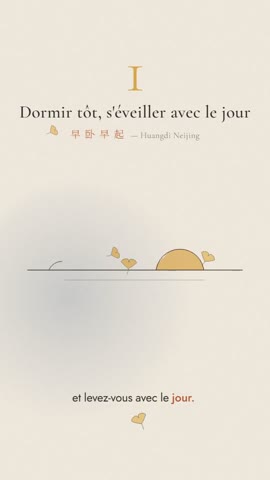 I
Dormir tôt, s'éveiller avec le jour
早卧早起 — Huangdi Neijing
et levez-vous avec le jour.